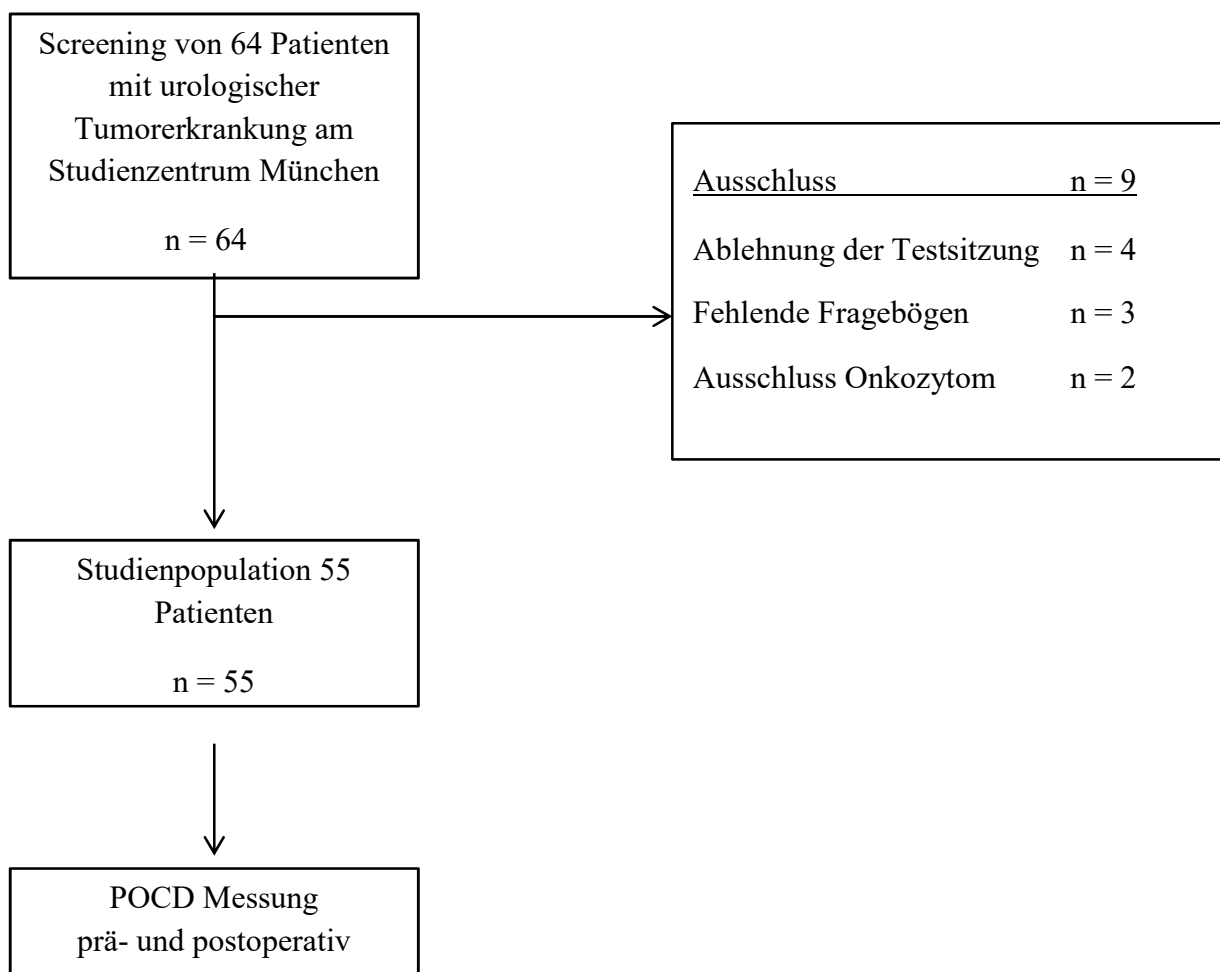 Screening von 64 Patienten
mit urologischer
Tumorerkrankung am
Studienzentrum München
n = 64
Ausschluss n = 9
Ablehnung der Testsitzung n = 4
Fehlende Fragebögen n = 3
Ausschluss Onkozytom n = 2
Studienpopulation 55
Patienten
n = 55
POCD Messung
prä- und postoperativ